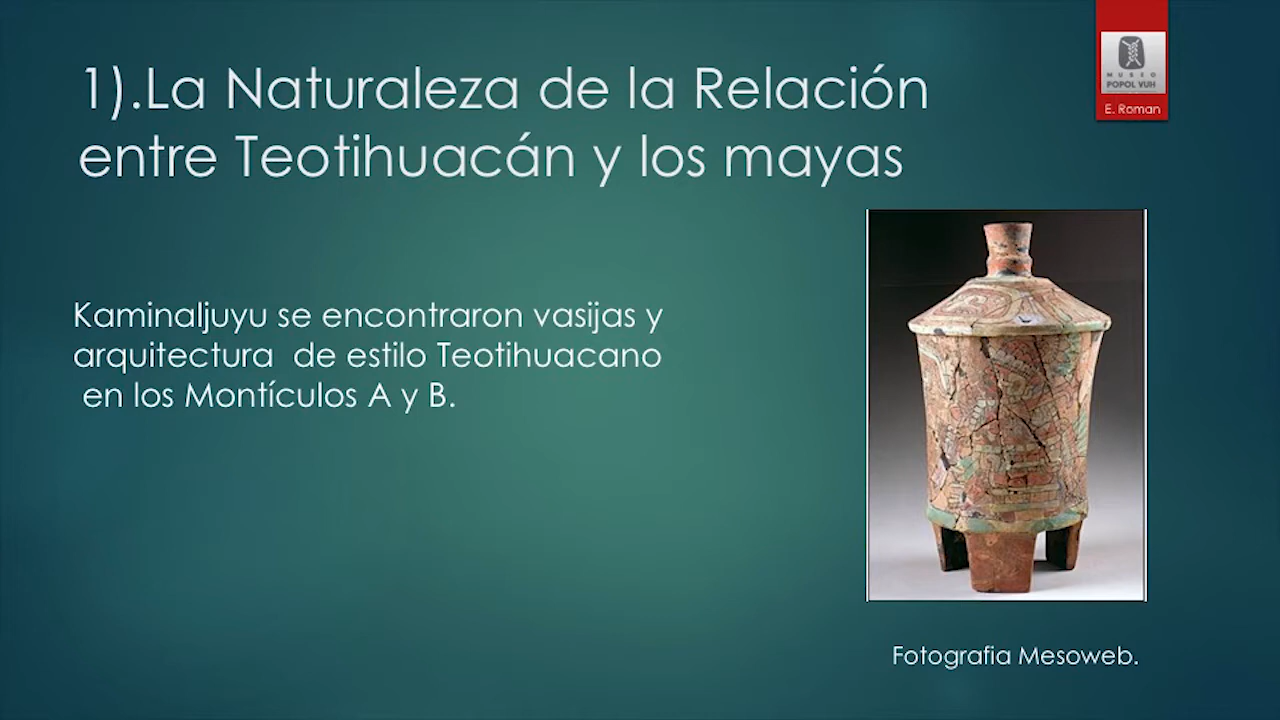 1).La Naturaleza de la Relación
entre Teotihuacán y los mayas
MUSEO
POPOL VUH
E. Roman
Kaminaljuyu se encontraron vasijas y
arquitectura de estilo Teotihuacano
en los Montículos A y B.
Fotografia Mesoweb.